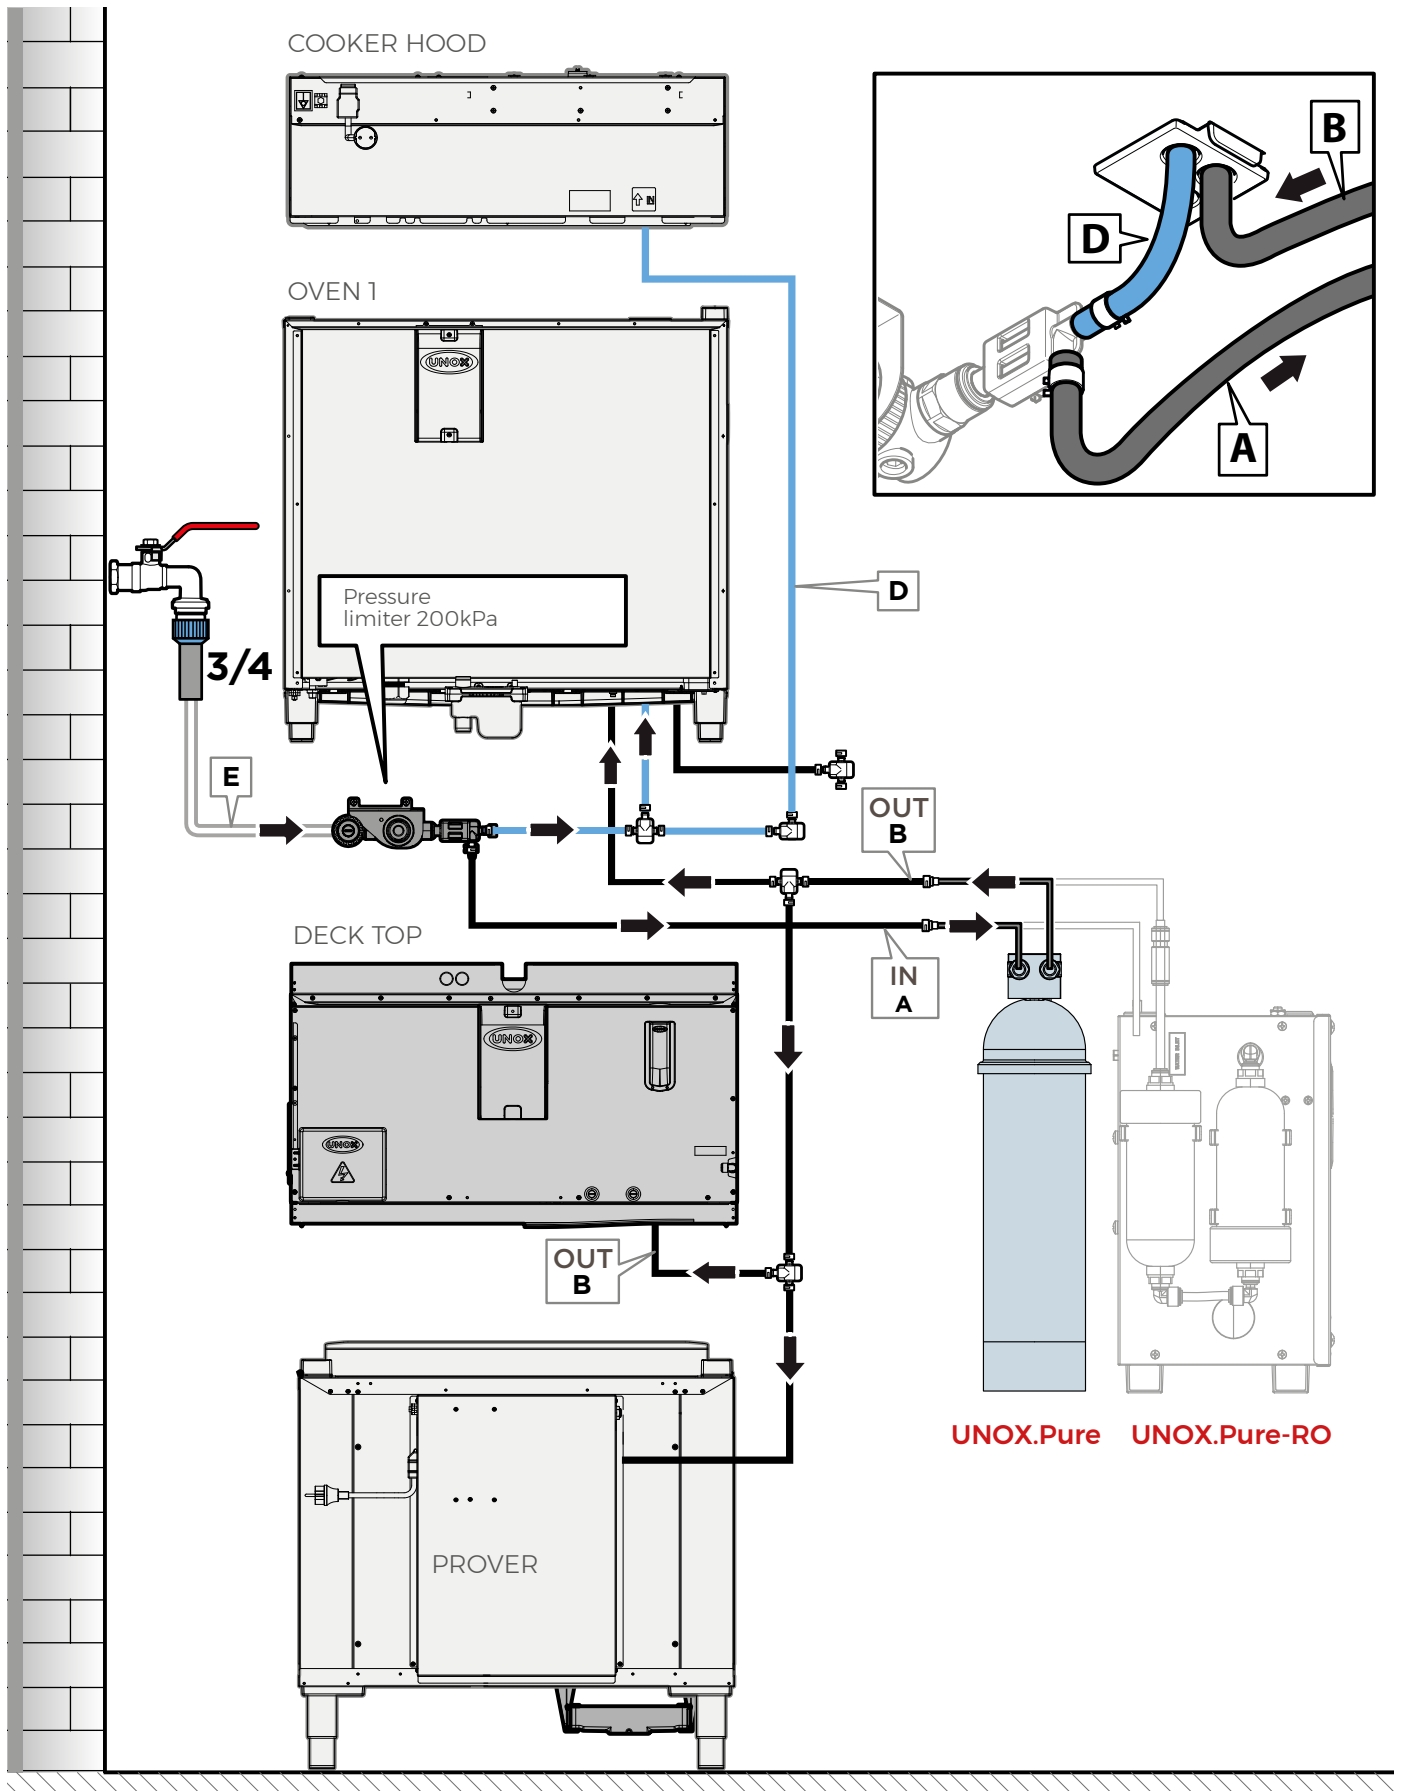 COOKER HOOD
IN
B
D
A
OVEN 1
UNOX
Pressure
limiter 200kPa
3/4
D
E
OUT
B
IN
A
DECK TOP
UNOX
UNOX
OUT
B
PROVER
UNOX.Pure
UNOX.Pure-RO